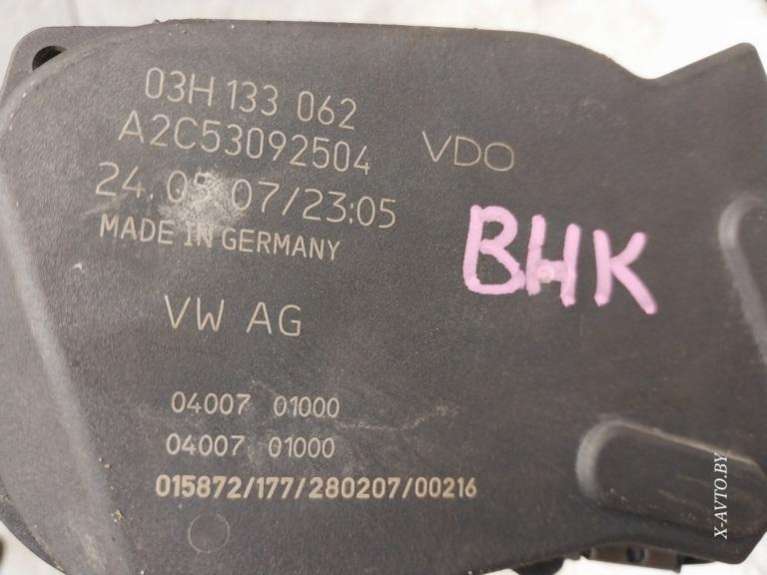 03H 133 062
A2C53092504
VDO
24. 07/23:05
MADE IN GERMANY
BHK
VW AG
04007 01000
04007 01000
015872/177/280207/00216
X-AVTO.BY